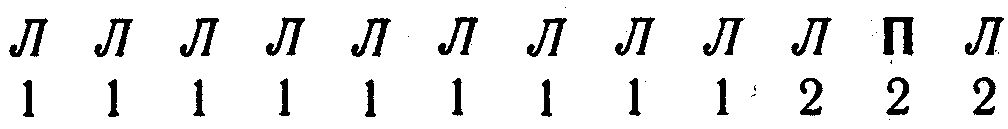 Л Л Л Л Л Л Л Л Л Л П Л
1 1 1 1 1 1 1 1 1 2 2 2